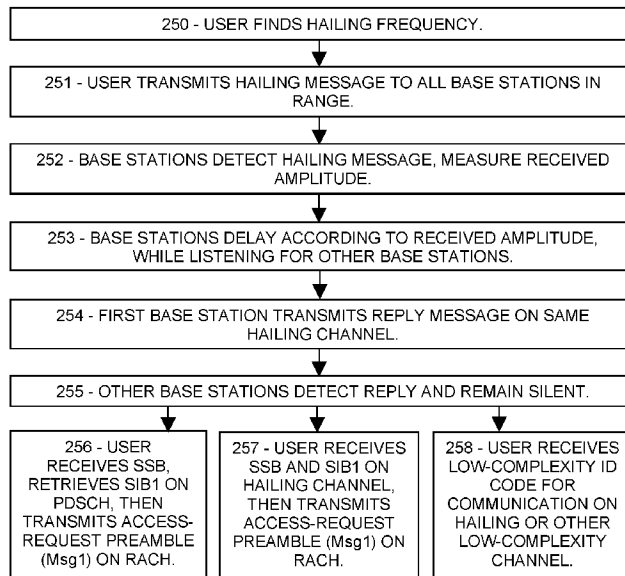 250 - USER FINDS HAILING FREQUENCY.
251 - USER TRANSMITS HAILING MESSAGE TO ALL BASE STATIONS IN
RANGE.
252 - BASE STATIONS DETECT HAILING MESSAGE, MEASURE RECEIVED
AMPLITUDE.
253 - BASE STATIONS DELAY ACCORDING TO RECEIVED AMPLITUDE,
WHILE LISTENING FOR OTHER BASE STATIONS.
254 - FIRST BASE STATION TRANSMITS REPLY MESSAGE ON SAME
HAILING CHANNEL.
255 - OTHER BASE STATIONS DETECT REPLY AND REMAIN SILENT.
256 - USER
RECEIVES SSB,
RETRIEVES SIB1 ON
PDSCH, THEN
TRANSMITS ACCESS-
REQUEST PREAMBLE
(Msg1) ON RACH.
257 - USER RECEIVES
SSB AND SIB1 ON
HAILING CHANNEL,
THEN TRANSMITS
ACCESS-REQUEST
PREAMBLE (Msg1) ON
RACH.
258 - USER RECEIVES
LOW-COMPLEXITY ID
CODE FOR
COMMUNICATION ON
HAILING OR OTHER
LOW-COMPLEXITY
CHANNEL.